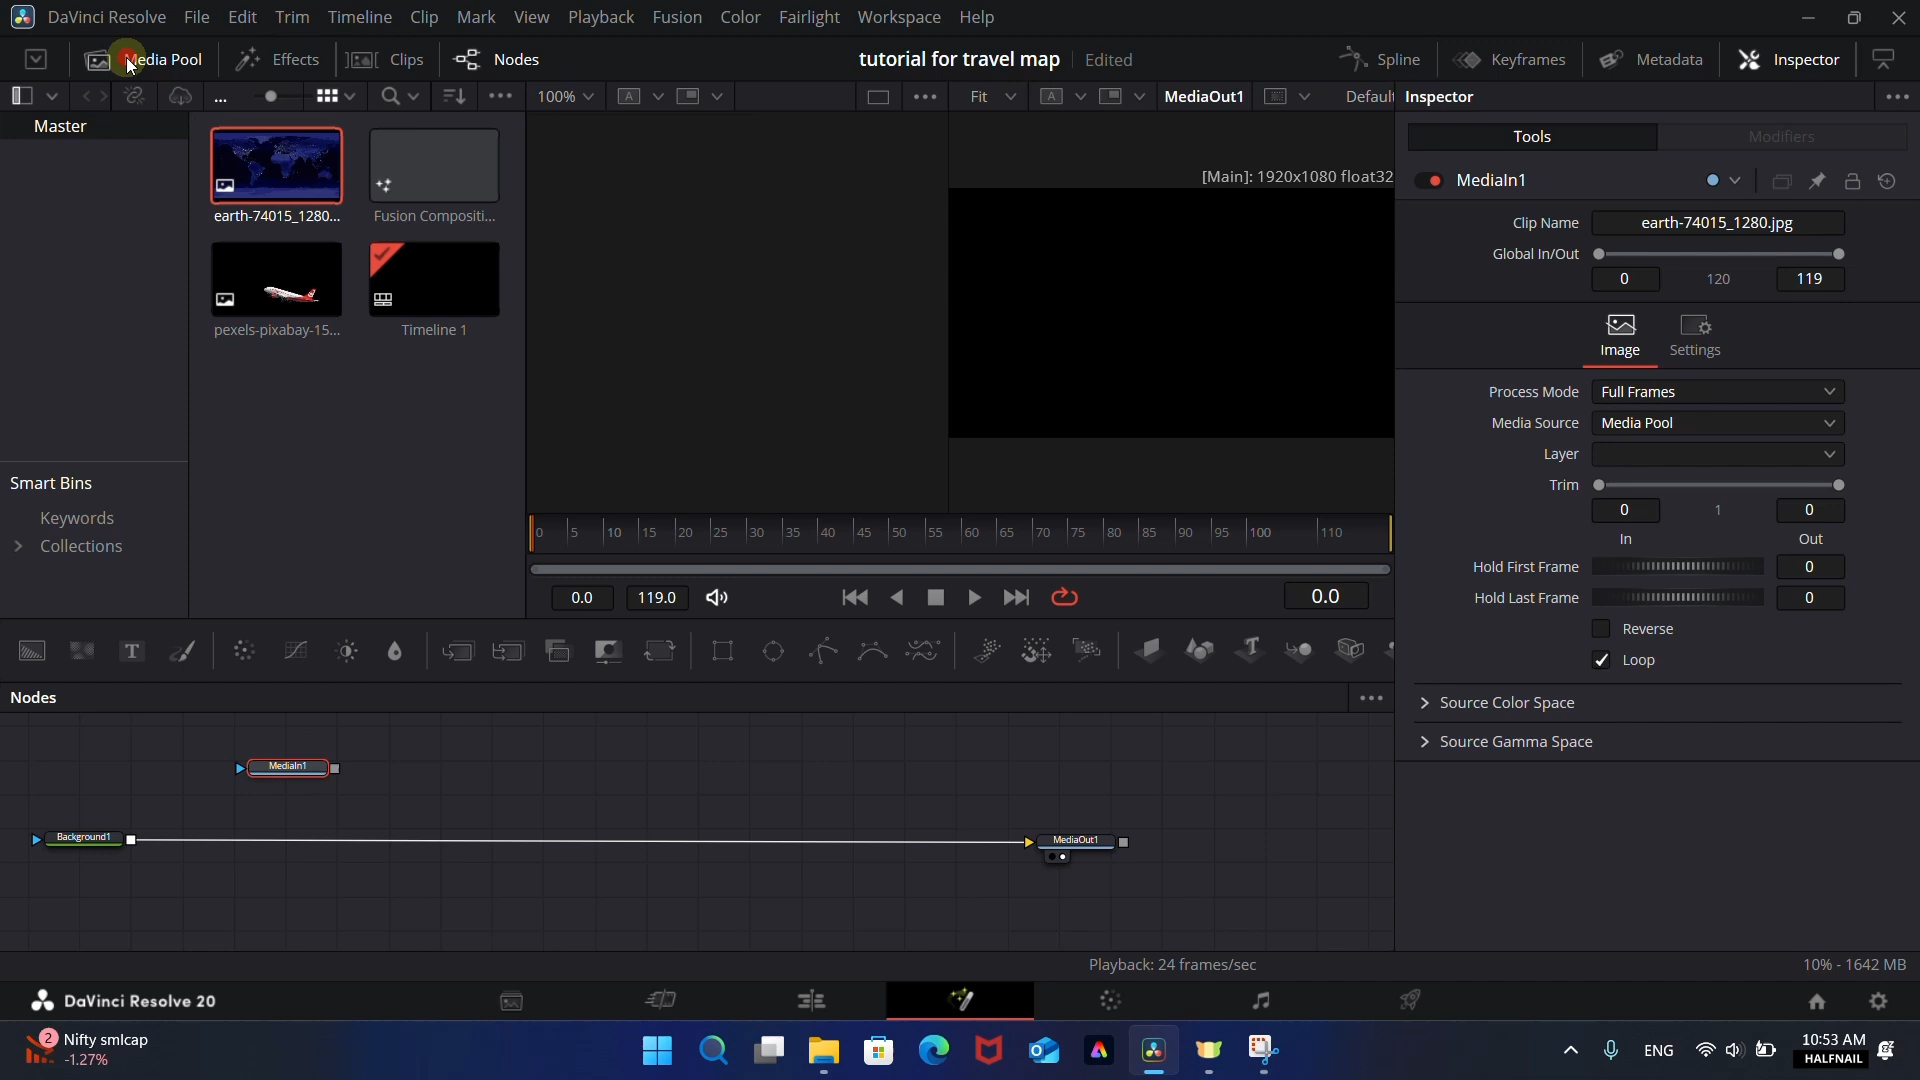 DaVinci Resolve File Edit Trim Timeline Clip Mark View Playback Fusion Color Fairlight Workspace Help
Media Pool Effects Clips Nodes tutorial for travel map Edited Spline Keyframes Metadata Inspector
... 100% A Fit A MediaOut1 Default Inspector
Master
Tools Modifiers
[Main]: 1920x1080 float32
MediaIn1
earth-74015_1280... Fusion Compositi...
Clip Name earth-74015_1280.jpg
Global In/Out
0 120 119
pexels-pixabay-15... Timeline 1
Image Settings
Process Mode Full Frames
Media Source Media Pool
Layer
Trim
0 1 0
In Out
Hold First Frame 0
Hold Last Frame 0
Reverse
Loop
Source Color Space
Source Gamma Space
Smart Bins
Keywords
Collections
0 5 10 15 20 25 30 35 40 45 50 55 60 65 70 75 80 85 90 95 100 110
0.0 119.0 0.0
T T
Nodes
MediaIn1
Background1 MediaOut1
Playback: 24 frames/sec 10% - 1642 MB
DaVinci Resolve 20
2 Nifty smlcap
-1.27%
ENG
10:53 AM
HALFNAIL